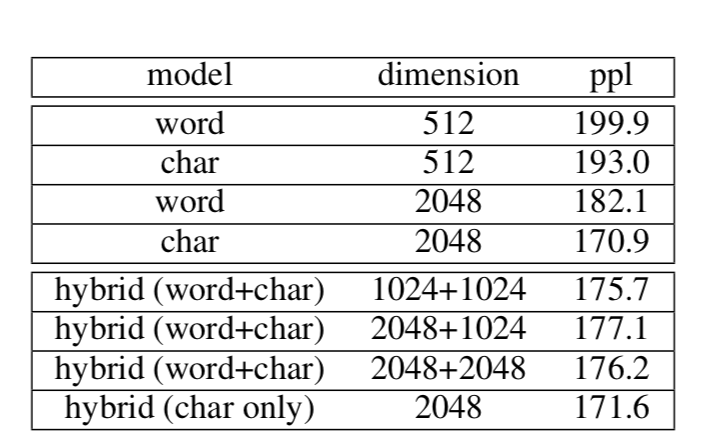 model dimension ppl
word 512 199.9
char 512 193.0
word 2048 182.1
char 2048 170.9
hybrid (word+char) 1024+1024 175.7
hybrid (word+char) 2048+1024 177.1
hybrid (word+char) 2048+2048 176.2
hybrid (char only) 2048 171.6